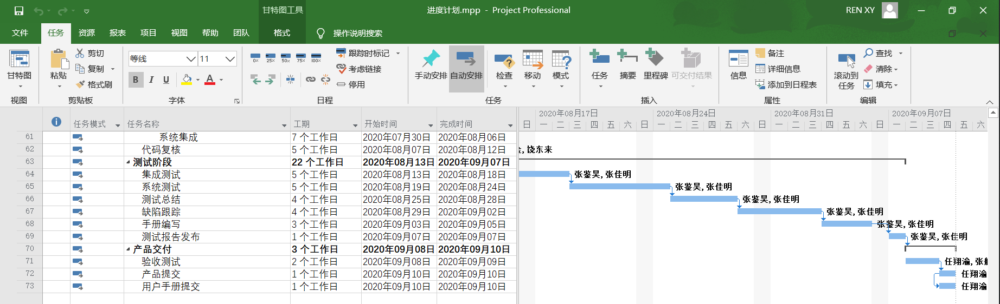 甘特图工具
进度计划.mpp - Project Professional
REN XY
文件 任务 资源 报表 项目 视图 帮助 团队 格式 操作说明搜索
甘特图
视图
粘贴
剪切
复制
格式刷
剪贴板
等线 11
B I U A
字体
0% 25% 50% 75% 100%
跟踪时标记
考虑链接
停用
日程
手动安排 自动安排 检查 移动 模式
任务
任务 摘要 里程碑 可交付结果
插入
信息
备注
详细信息
添加到日程表
属性
滚动到任务
查找
清除
填充
编辑
任务模式 任务名称 工期 开始时间 完成时间
2020年08月17日 2020年08月24日 2020年08月31日 2020年09月07日
日 一 二 三 四 五 六 日 一 二 三 四 五 六 日 一 二 三 四 五 六 日 一 二 三 四 五 六
61 系统集成 7 个工作日 2020年07月30日 2020年08月06日
62 代码复核 5 个工作日 2020年08月07日 2020年08月12日 饶东来
63 测试阶段 22 个工作日 2020年08月13日 2020年09月07日
64 集成测试 5 个工作日 2020年08月13日 2020年08月18日 张鉴昊,张佳明
65 系统测试 5 个工作日 2020年08月19日 2020年08月24日 张鉴昊,张佳明
66 测试总结 4 个工作日 2020年08月25日 2020年08月28日 张鉴昊,张佳明
67 缺陷跟踪 4 个工作日 2020年08月29日 2020年09月02日 张鉴昊,张佳明
68 手册编写 3 个工作日 2020年09月03日 2020年09月05日 张鉴昊,张佳明
69 测试报告发布 1 个工作日 2020年09月07日 2020年09月07日 张鉴昊,张佳明
70 产品交付 3 个工作日 2020年09月08日 2020年09月10日
71 验收测试 2 个工作日 2020年09月08日 2020年09月09日 任翔渝,张
72 产品提交 1 个工作日 2020年09月10日 2020年09月10日 任翔渝
73 用户手册提交 1 个工作日 2020年09月10日 2020年09月10日 任翔渝